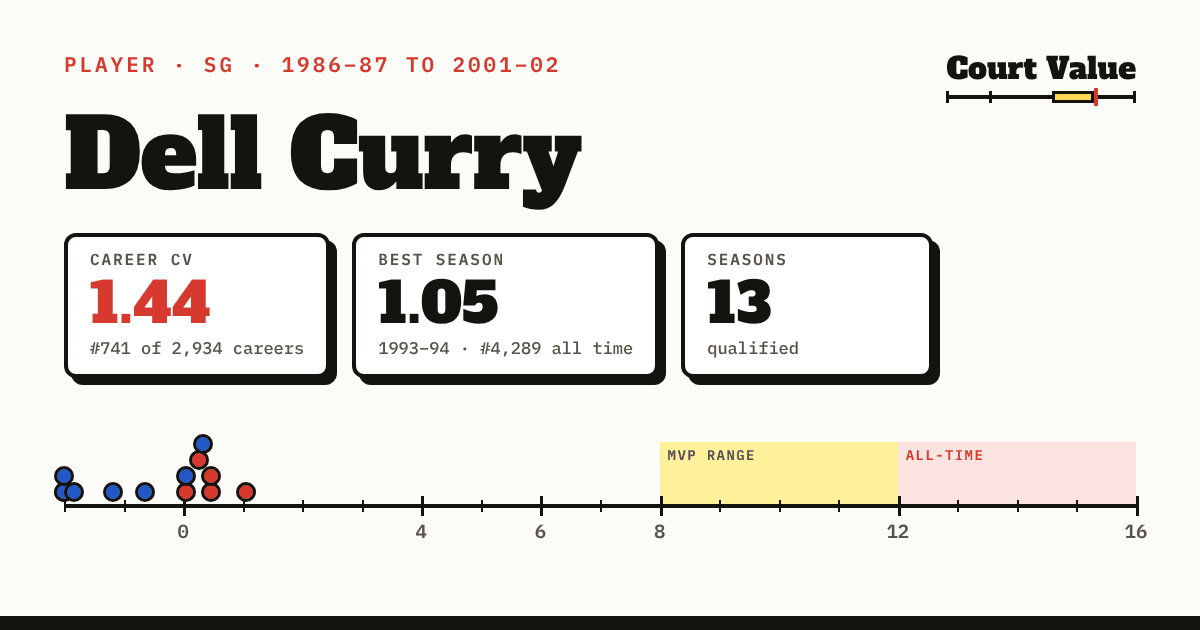 PLAYER · SG · 1986–87 TO 2001–02
Court Value
Dell Curry
CAREER CV
1.44
#741 of 2,934 careers
BEST SEASON
1.05
1993–94 · #4,289 all time
SEASONS
13
qualified
MVP RANGE
ALL-TIME
0
4
6
8
12
16